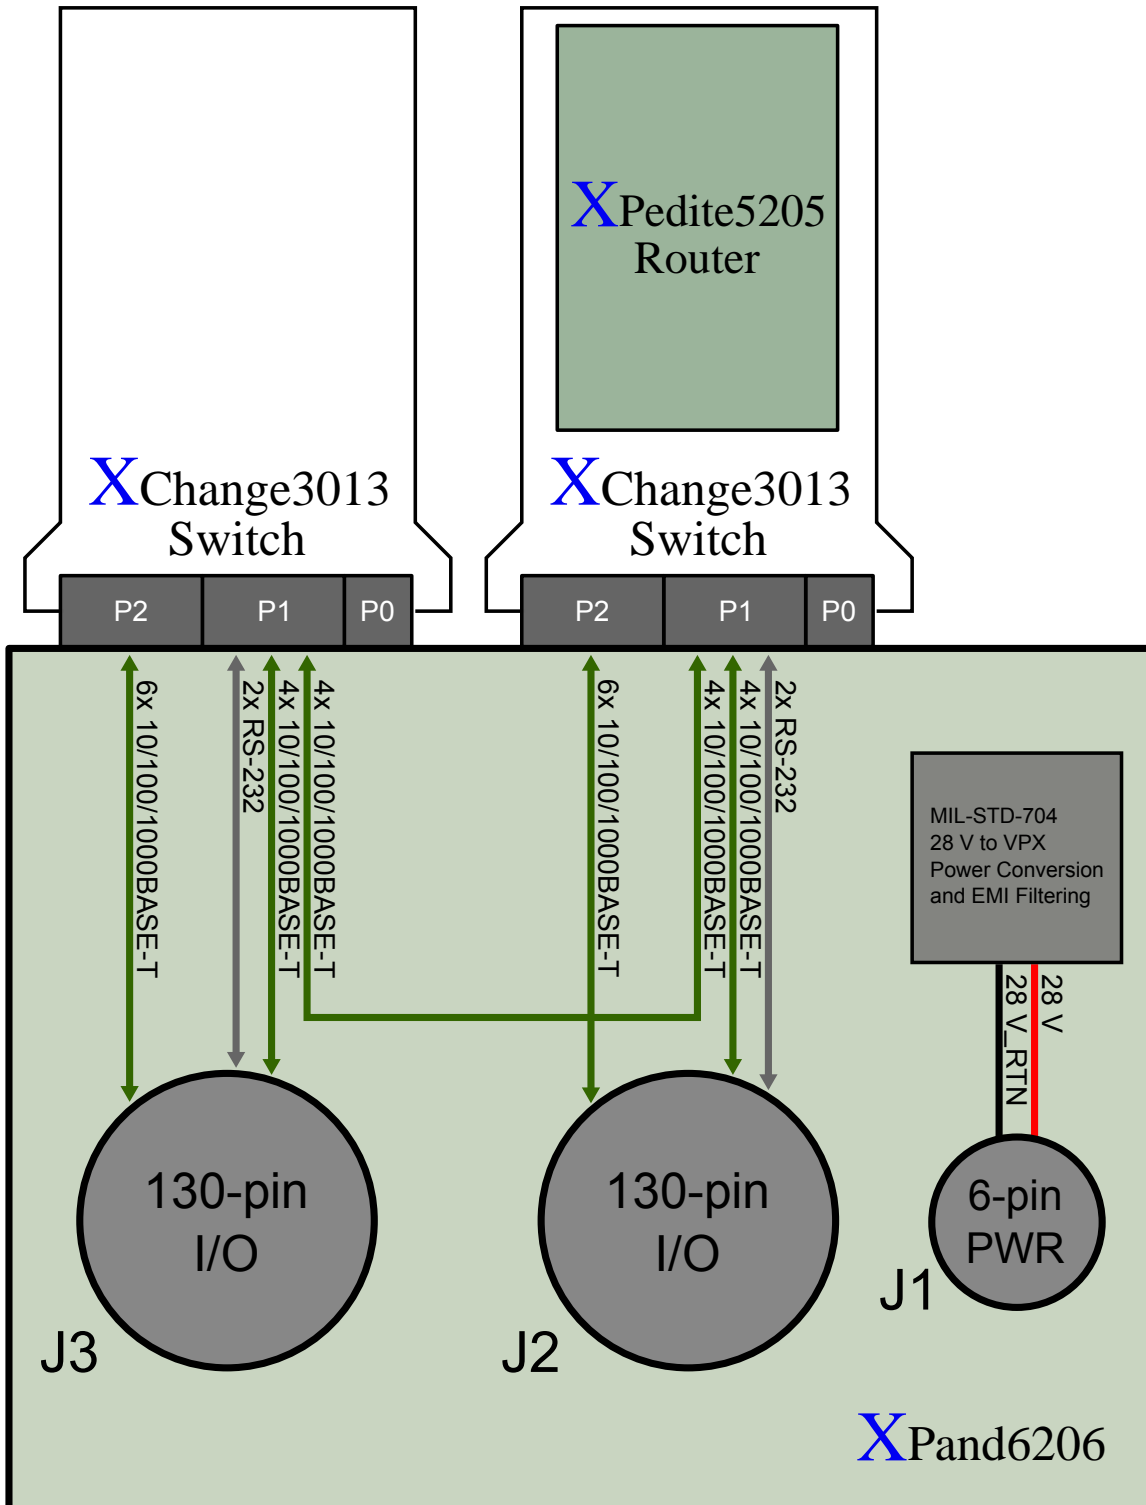 XPedite5205
Router
XChange3013
Switch
XChange3013
Switch
P2
P1
P0
P2
P1
P0
6x 10/100/1000BASE-T
2x RS-232
4x 10/100/1000BASE-T
4x 10/100/1000BASE-T
6x 10/100/1000BASE-T
4x 10/100/1000BASE-T
4x 10/100/1000BASE-T
2x RS-232
MIL-STD-704
28 V to VPX
Power Conversion
and EMI Filtering
28 V_RTN
28 V
130-pin
I/O
J3
130-pin
I/O
J2
6-pin
PWR
J1
XPand6206